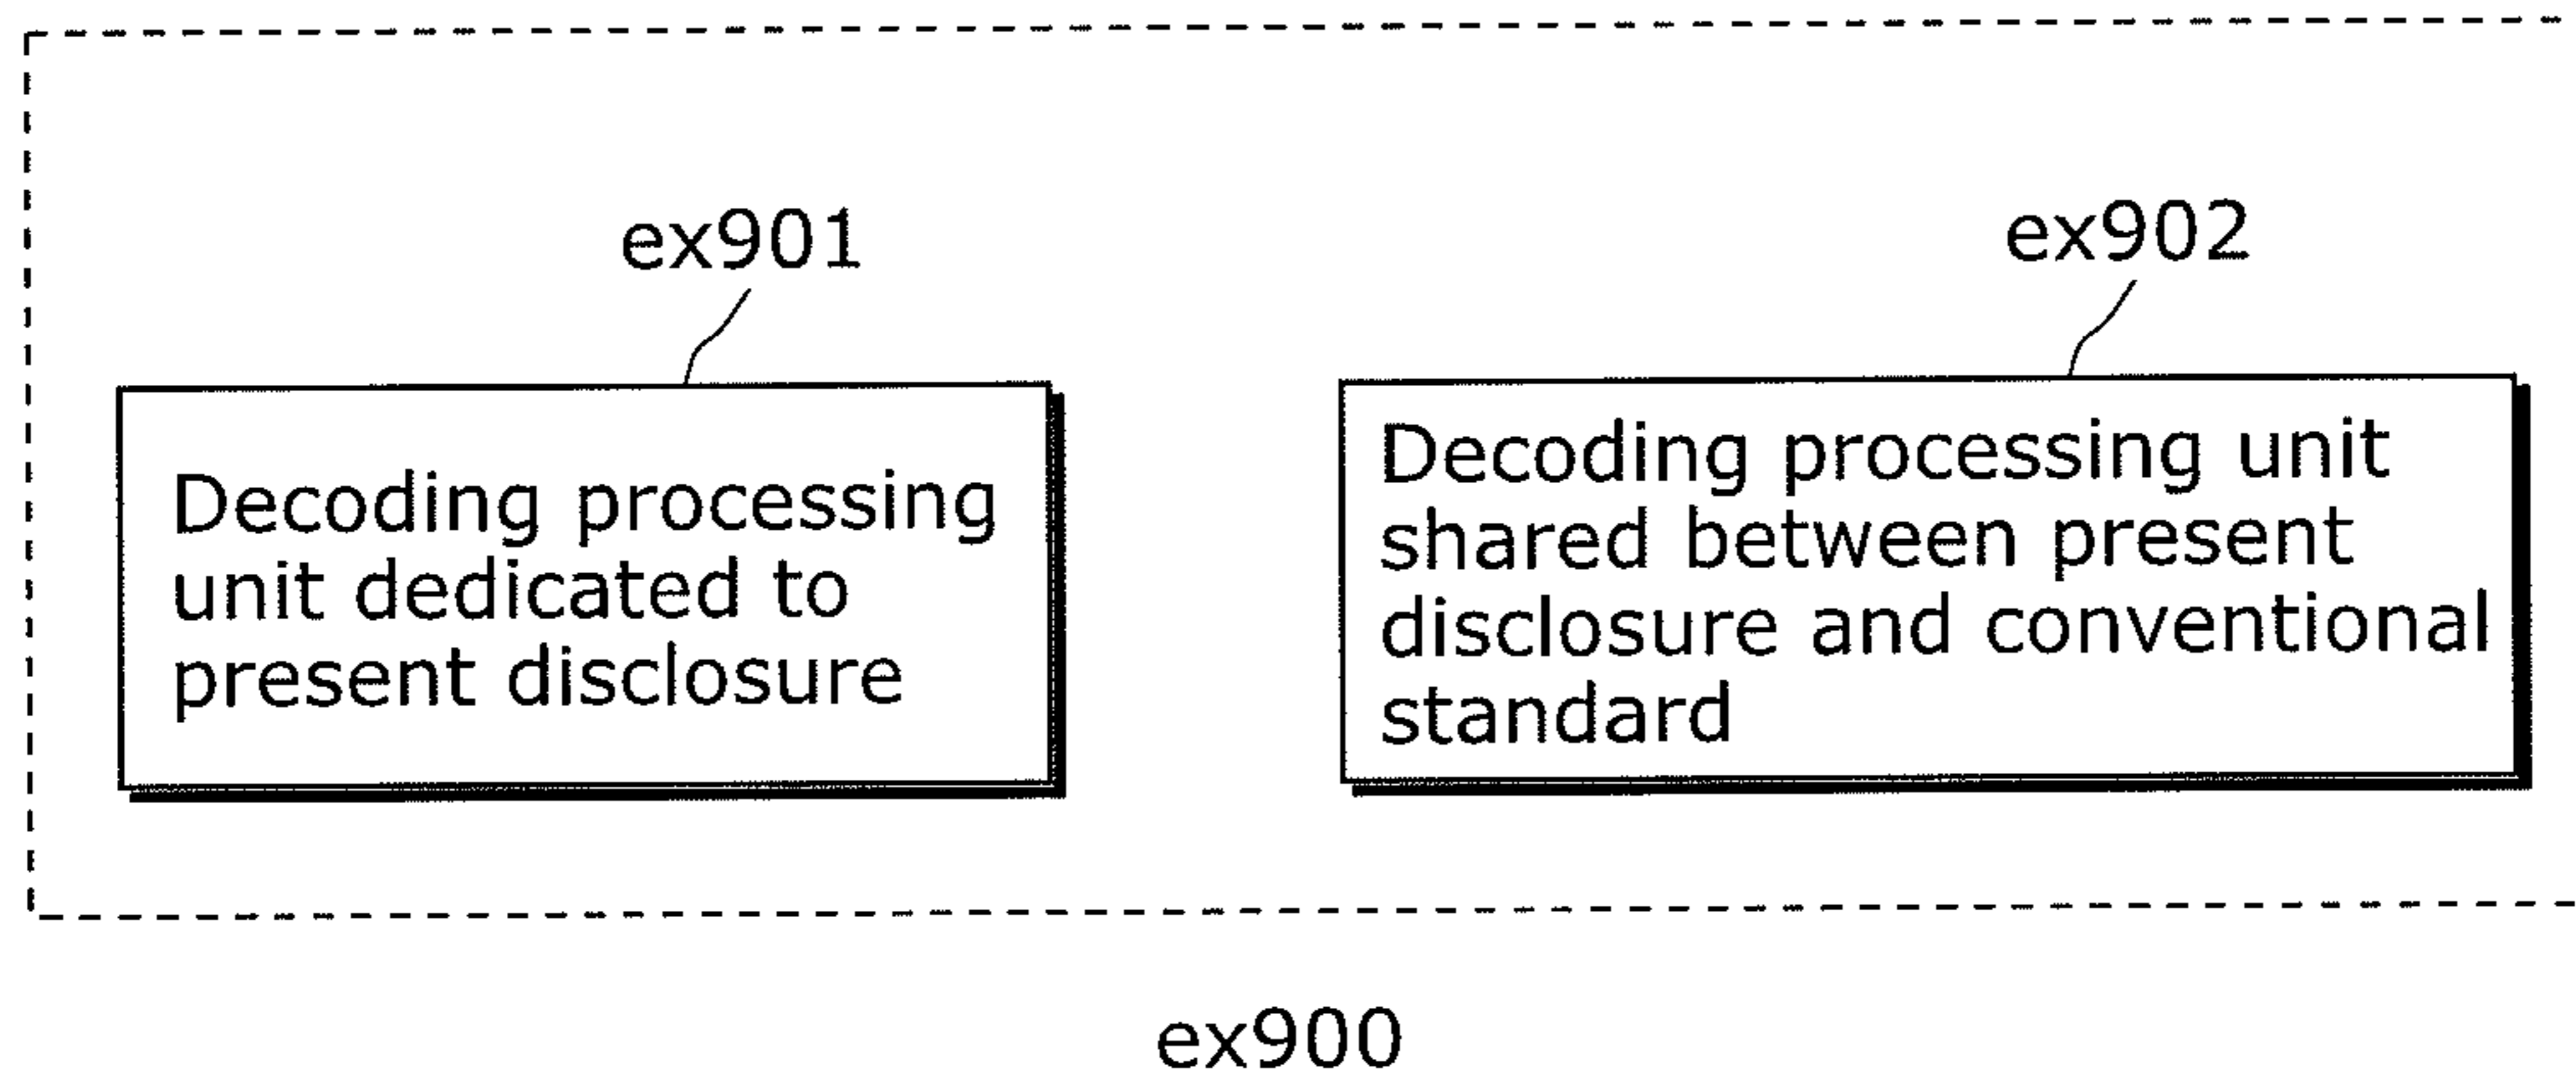 ex901
ex902
Decoding processing
unit dedicated to
present disclosure
Decoding processing unit
shared between present
disclosure and conventional
standard
ex900